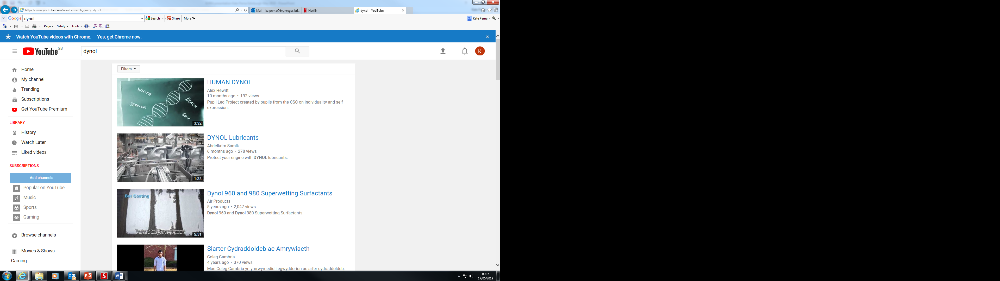 https://www.youtube.com/results?search_query=dynol
Mail – ka.perna@bryntegcs.bri...
Netflix
dynol - YouTube
Google
dynol
Search
Share
More »
Kate Perna
Page
Safety
Tools
Watch YouTube videos with Chrome. Yes, get Chrome now.
YouTube GB
dynol
K
Home
My channel
Trending
Subscriptions
Get YouTube Premium
LIBRARY
History
Watch Later
Liked videos
SUBSCRIPTIONS
Add channels
Popular on YouTube
Music
Sports
Gaming
Browse channels
Movies & Shows
Gaming
Filters
WHITE
STRAIGHT
BLACK
GAY
3:32
HUMAN DYNOL
Alex Hewitt
10 months ago • 192 views
Pupil Led Project created by pupils from the CSC on individuality and self
expression.
1:38
DYNOL Lubricants
Abdelkrim Samik
6 months ago • 278 views
Protect your engine with DYNOL lubricants.
Bar Coating
5:51
Dynol 960 and 980 Superwetting Surfactants
Air Products
5 years ago • 2,047 views
Dynol 960 and Dynol 980 Superwetting Surfactants.
Siarter Cydraddoldeb ac Amrywiaeth
Coleg Cambria
4 years ago • 370 views
Mae Coleg Cambria yn ymrwymedid i egwyddorion ac arfer cydraddoldeb,
09:16
17/05/2019